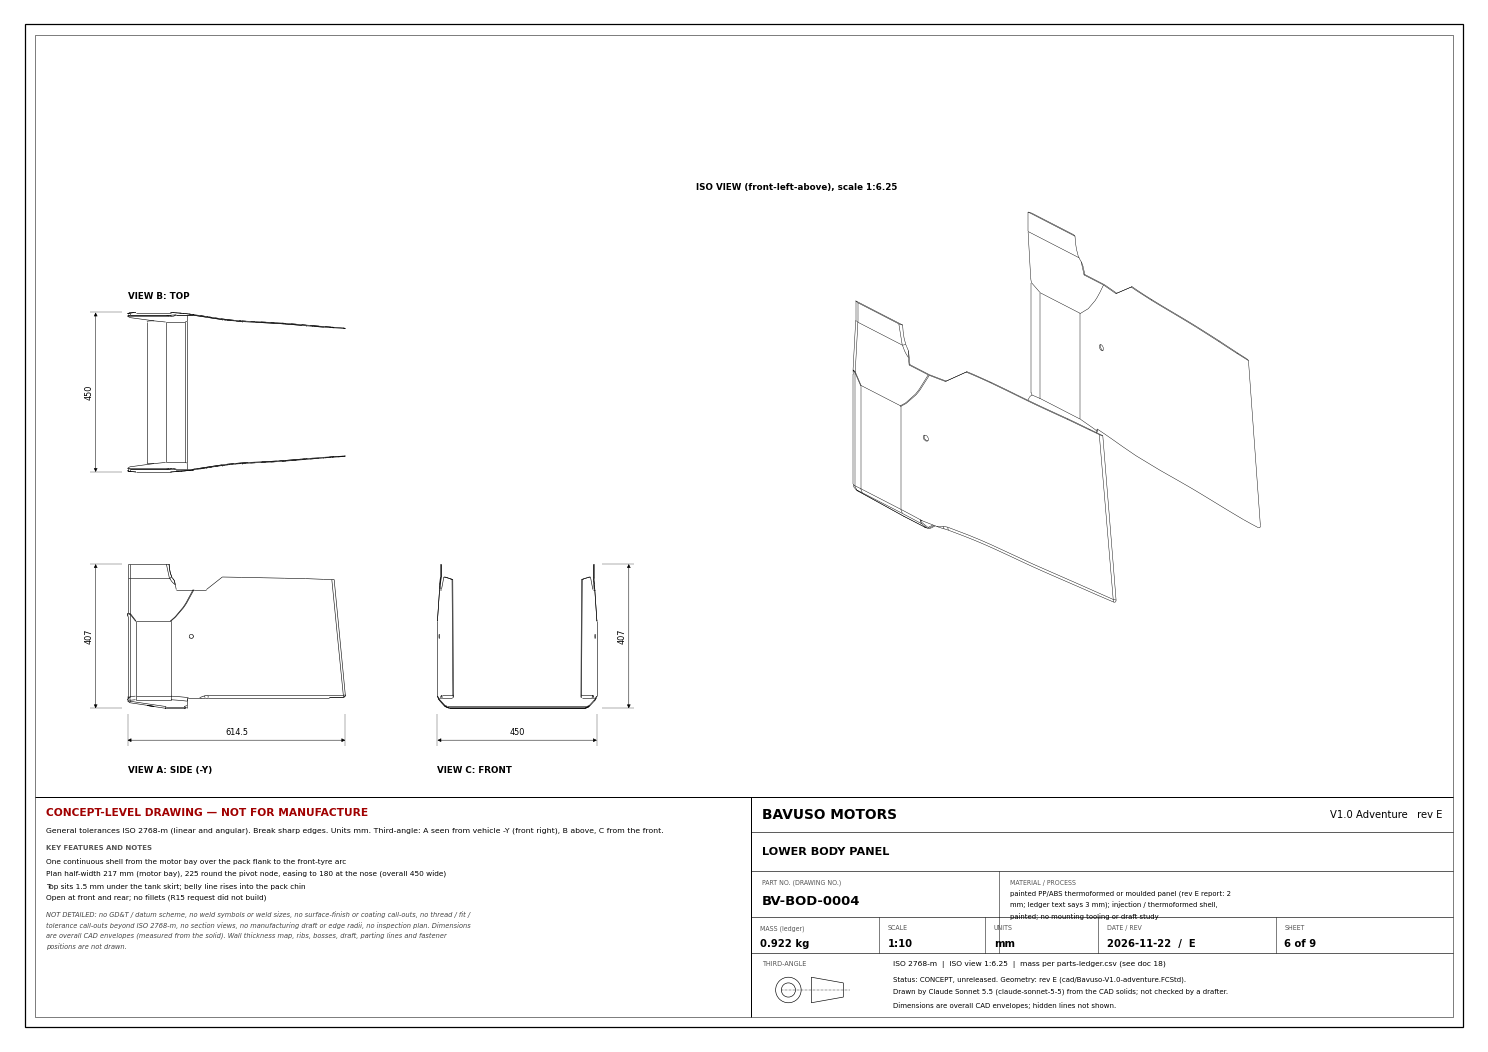 ISO VIEW (front-left-above), scale 1:6.25
VIEW B: TOP
450
407
407
614.5
450
VIEW A: SIDE (-Y)
VIEW C: FRONT
CONCEPT-LEVEL DRAWING — NOT FOR MANUFACTURE
General tolerances ISO 2768-m (linear and angular). Break sharp edges. Units mm. Third-angle: A seen from vehicle -Y (front right), B above, C from the front.
KEY FEATURES AND NOTES
One continuous shell from the motor bay over the pack flank to the front-tyre arc
Plan half-width 217 mm (motor bay), 225 round the pivot node, easing to 180 at the nose (overall 450 wide)
Top sits 1.5 mm under the tank skirt; belly line rises into the pack chin
Open at front and rear; no fillets (R15 request did not build)
NOT DETAILED: no GD&T / datum scheme, no weld symbols or weld sizes, no surface-finish or coating call-outs, no thread / fit /
tolerance call-outs beyond ISO 2768-m, no section views, no manufacturing draft or edge radii, no inspection plan. Dimensions
are overall CAD envelopes (measured from the solid). Wall thickness map, ribs, bosses, draft, parting lines and fastener
positions are not drawn.
BAVUSO MOTORS
V1.0 Adventure rev E
LOWER BODY PANEL
PART NO. (DRAWING NO.)
BV-BOD-0004
MATERIAL / PROCESS
painted PP/ABS thermoformed or moulded panel (rev E report: 2
mm; ledger text says 3 mm); injection / thermoformed shell,
painted; no mounting tooling or draft study
MASS (ledger)
0.922 kg
SCALE
1:10
UNITS
mm
DATE / REV
2026-11-22 / E
SHEET
6 of 9
THIRD-ANGLE
ISO 2768-m | ISO view 1:6.25 | mass per parts-ledger.csv (see doc 18)
Status: CONCEPT, unreleased. Geometry: rev E (cad/Bavuso-V1.0-adventure.FCStd).
Drawn by Claude Sonnet 5.5 (claude-sonnet-5-5) from the CAD solids; not checked by a drafter.
Dimensions are overall CAD envelopes; hidden lines not shown.